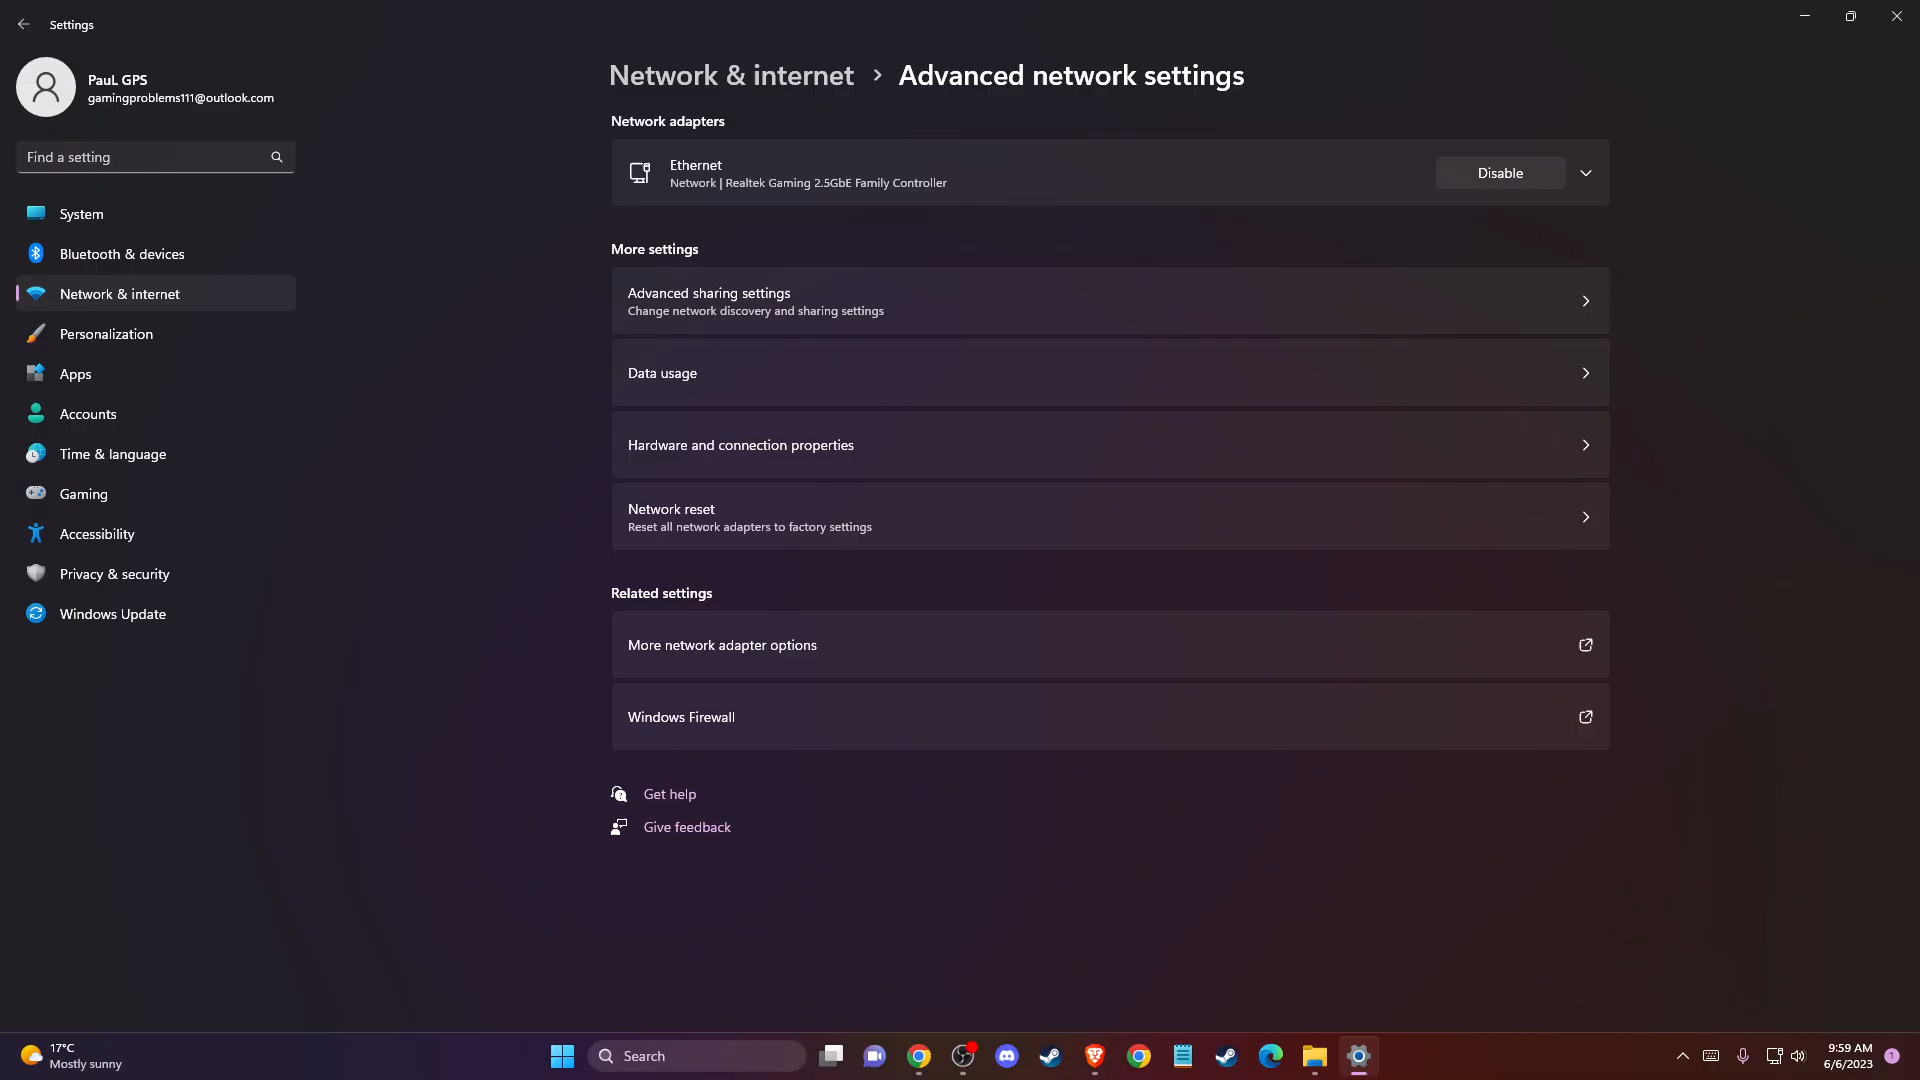 Settings
PauL GPS
gamingproblems111@outlook.com
Find a setting
System
Bluetooth & devices
Network & internet
Personalization
Apps
Accounts
Time & language
Gaming
Accessibility
Privacy & security
Windows Update
Network & internet > Advanced network settings
Network adapters
Ethernet
Network | Realtek Gaming 2.5GbE Family Controller
Disable
More settings
Advanced sharing settings
Change network discovery and sharing settings
Data usage
Hardware and connection properties
Network reset
Reset all network adapters to factory settings
Related settings
More network adapter options
Windows Firewall
Get help
Give feedback
17°C
Mostly sunny
Search
9:59 AM
6/6/2023
1